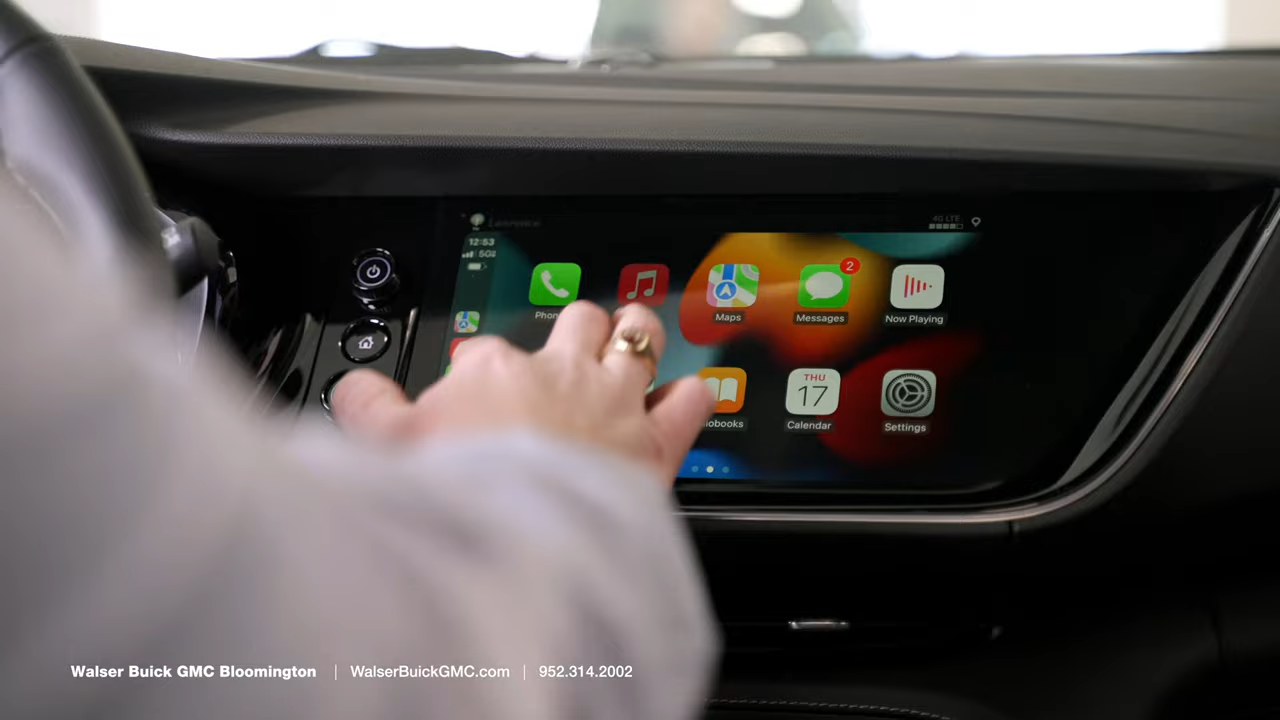 4G LTE
12:53
5G
Phon
Maps
Messages
2
Now Playing
iobooks
THU
17
Calendar
Settings
Walser Buick GMC Bloomington | WalserBuickGMC.com | 952.314.2002